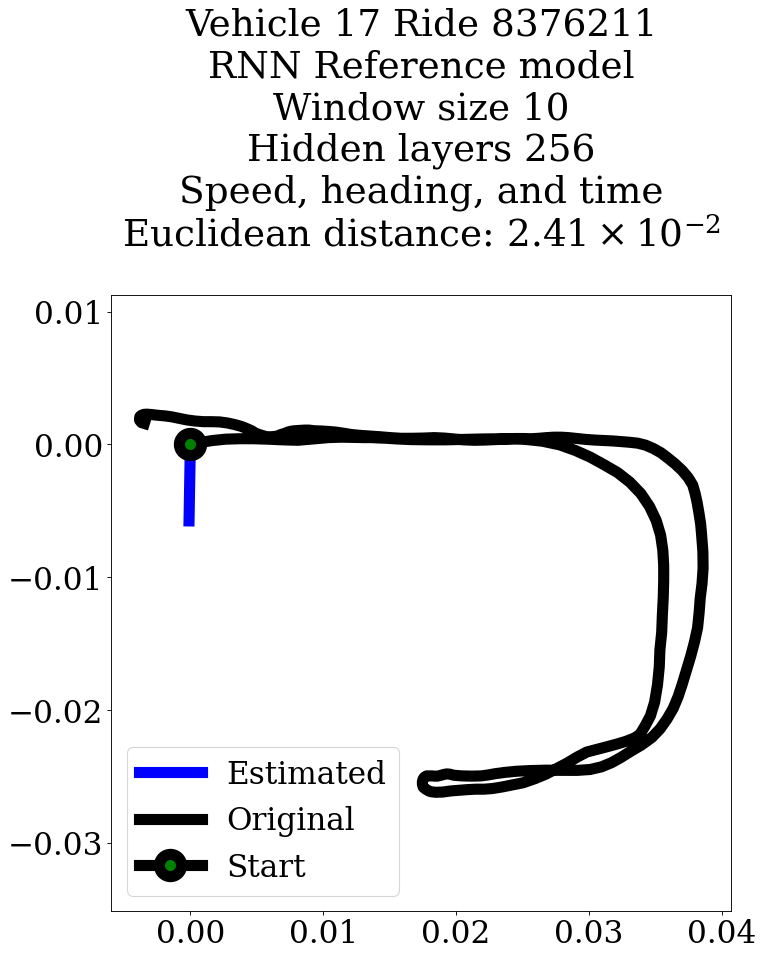 Vehicle 17 Ride 8376211
RNN Reference model
Window size 10
Hidden layers 256
Speed, heading, and time
Euclidean distance: 2.41 × 10⁻²
0.01
0.00
−0.01
−0.02
−0.03
Estimated
Original
Start
0.00 0.01 0.02 0.03 0.04